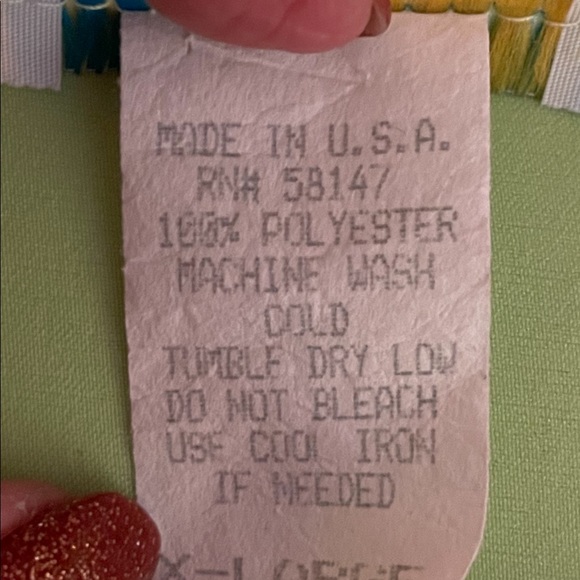 MADE IN U.S.A.
RN# 58147
100% POLYESTER
MACHINE WASH
COLD
TUMBLE DRY LOW
DO NOT BLEACH
USE COOL IRON
IF NEEDED
X-LARGE